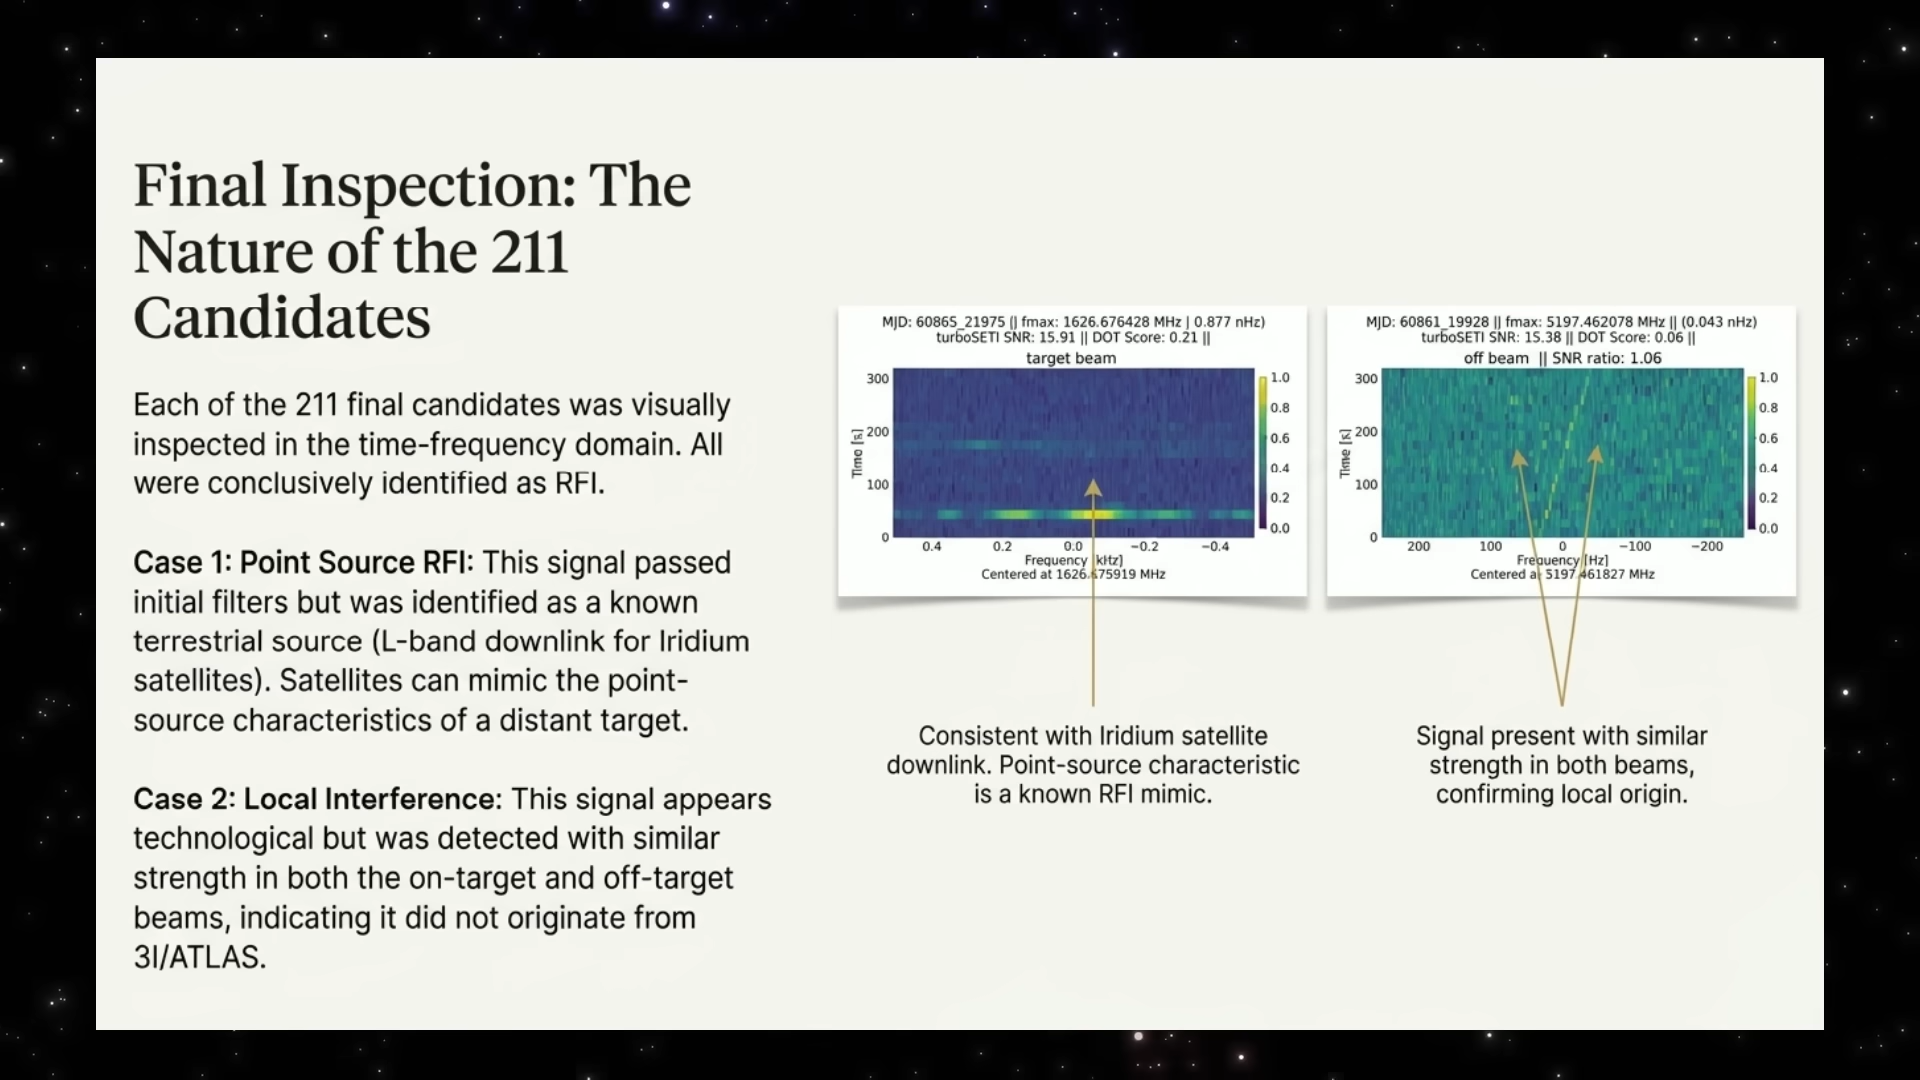 Final Inspection: The
Nature of the 211
Candidates
Each of the 211 final candidates was visually
inspected in the time-frequency domain. All
were conclusively identified as RFI.
Case 1: Point Source RFI: This signal passed
initial filters but was identified as a known
terrestrial source (L-band downlink for Iridium
satellites). Satellites can mimic the point-
source characteristics of a distant target.
Case 2: Local Interference: This signal appears
technological but was detected with similar
strength in both the on-target and off-target
beams, indicating it did not originate from
3I/ATLAS.
MJD: 60865_21975 || fmax: 1626.676428 MHz | 0.877 nHz)
turboSETI SNR: 15.91 || DOT Score: 0.21 ||
target beam
300
200
100
0
Time [s]
0.4 0.2 0.0 −0.2 −0.4
Frequency [kHz]
Centered at 1626.675919 MHz
1.0
0.8
0.6
0.4
0.2
0.0
Consistent with Iridium satellite
downlink. Point-source characteristic
is a known RFI mimic.
MJD: 60861_19928 || fmax: 5197.462078 MHz || (0.043 nHz)
turboSETI SNR: 15.38 || DOT Score: 0.06 ||
off beam || SNR ratio: 1.06
300
200
100
0
Time [s]
200 100 0 −100 −200
Frequency [Hz]
Centered at 5197.461827 MHz
1.0
0.8
0.6
0.4
0.2
0.0
Signal present with similar
strength in both beams,
confirming local origin.